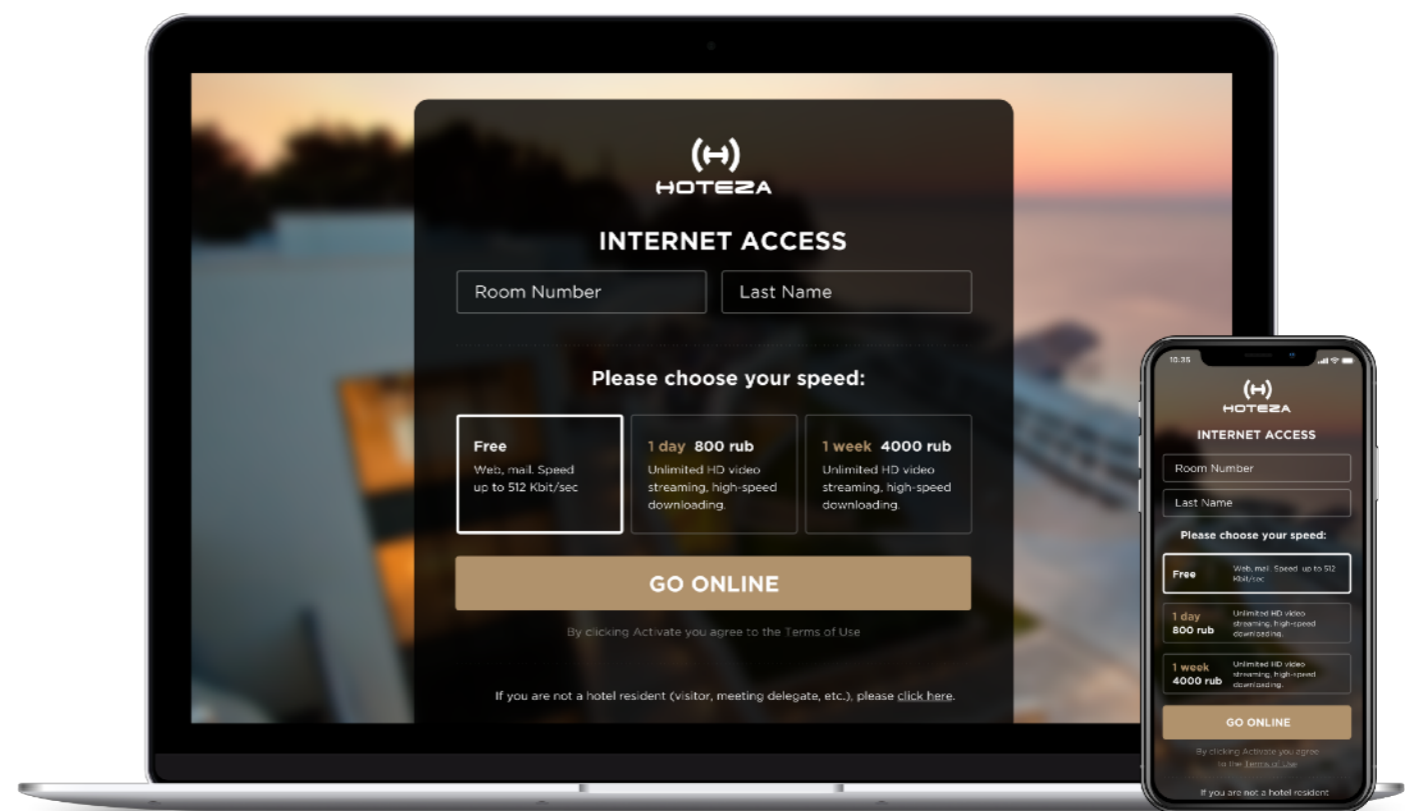 (H)
HOTEZA
INTERNET ACCESS
Room Number
Last Name
Please choose your speed:
Free
Web, mail. Speed
up to 512 Kbit/sec
1 day 800 rub
Unlimited HD video
streaming, high-speed
downloading.
1 week 4000 rub
Unlimited HD video
streaming, high-speed
downloading.
GO ONLINE
By clicking Activate you agree to the Terms of Use
If you are not a hotel resident (visitor, meeting delegate, etc.), please click here.
10:35
(H)
HOTEZA
INTERNET ACCESS
Room Number
Last Name
Please choose your speed:
Free
Web, mail. Speed up to 512
Kbit/sec
1 day
800 rub
Unlimited HD video
streaming, high-speed
downloading.
1 week
4000 rub
Unlimited HD video
streaming, high-speed
downloading.
GO ONLINE
By clicking Activate you agree
to the Terms of Use
If you are not a hotel resident